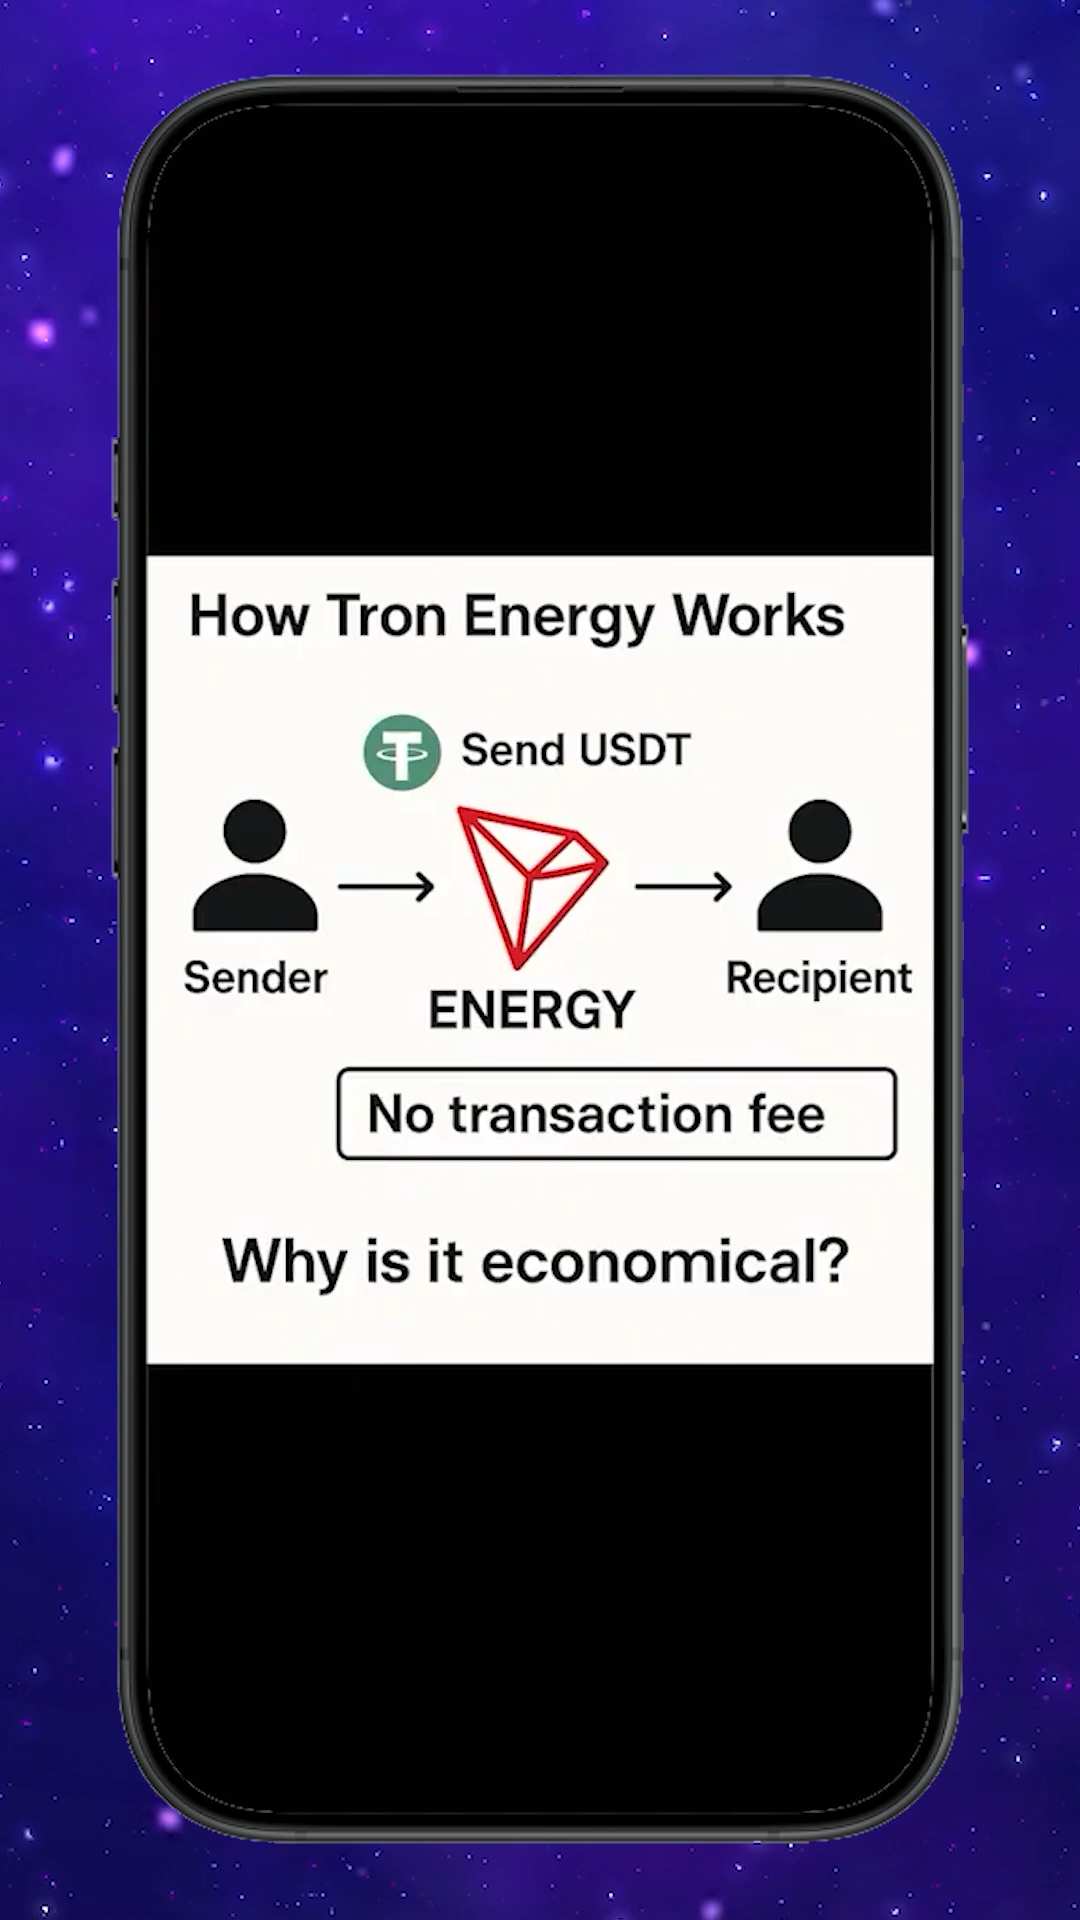 How Tron Energy Works
Send USDT
Sender
Recipient
ENERGY
No transaction fee
Why is it economical?